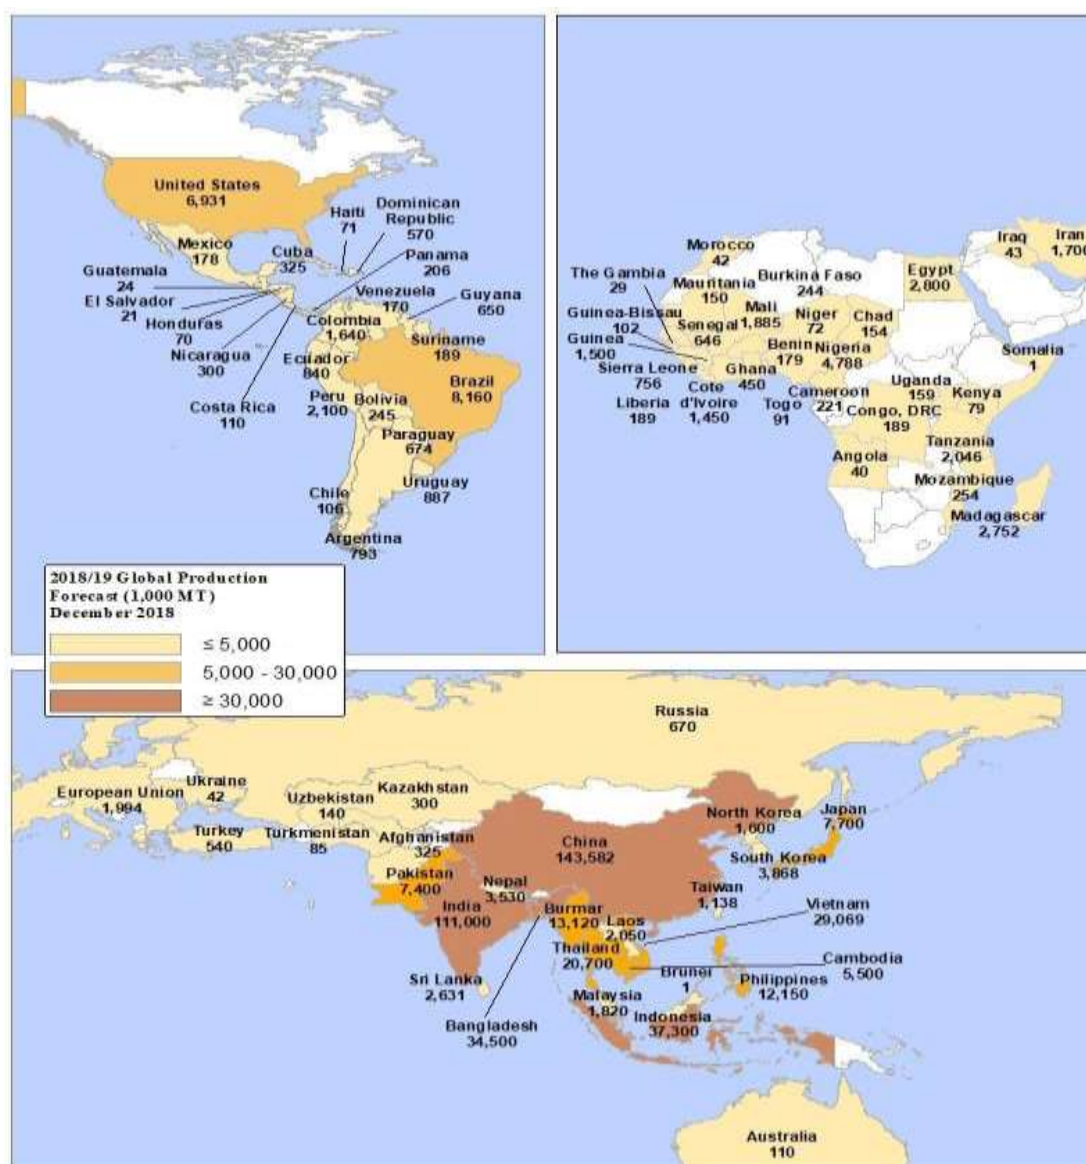 United States
6,931
Mexico
178
Cuba
325
Haiti
71
Dominican
Republic
570
Panama
206
Guatemala
24
El Salvador
21
Honduras
70
Nicaragua
300
Costa Rica
110
Venezuela
170
Guyana
650
Colombia
1,640
Suriname
189
Ecuador
840
Brazil
8,160
Peru
2,100
Bolivia
245
Paraguay
674
Uruguay
887
Chile
106
Argentina
793
Morocco
42
The Gambia
29
Mauritania
150
Burkina Faso
244
Egypt
2,800
Iraq
43
Iran
1,700
Guinea-Bissau
102
Senegal
646
Mali
1,885
Niger
72
Chad
154
Guinea
1,500
Benin
179
Nigeria
4,788
Somalia
1
Sierra Leone
756
Ghana
450
Liberia
189
Cote
d'Ivoire
1,450
Togo
91
Cameroon
221
Uganda
159
Kenya
79
Congo, DRC
189
Tanzania
2,046
Angola
40
Mozambique
254
Madagascar
2,752
2018/19 Global Production
Forecast (1,000 MT)
December 2018
≤ 5,000
5,000 - 30,000
≥ 30,000
Russia
670
European Union
1,994
Ukraine
42
Kazakhstan
300
Uzbekistan
140
Turkey
540
Turkmenistan
85
Afghanistan
325
Pakistan
7,400
China
143,582
North Korea
1,600
Japan
7,700
South Korea
3,868
Nepal
3,530
India
111,000
Taiwan
1,138
Burmar
13,120
Laos
2,050
Vietnam
29,069
Thailand
20,700
Cambodia
5,500
Sri Lanka
2,631
Brunei
1
Philippines
12,150
Malaysia
1,820
Bangladesh
34,500
Indonesia
37,300
Australia
110